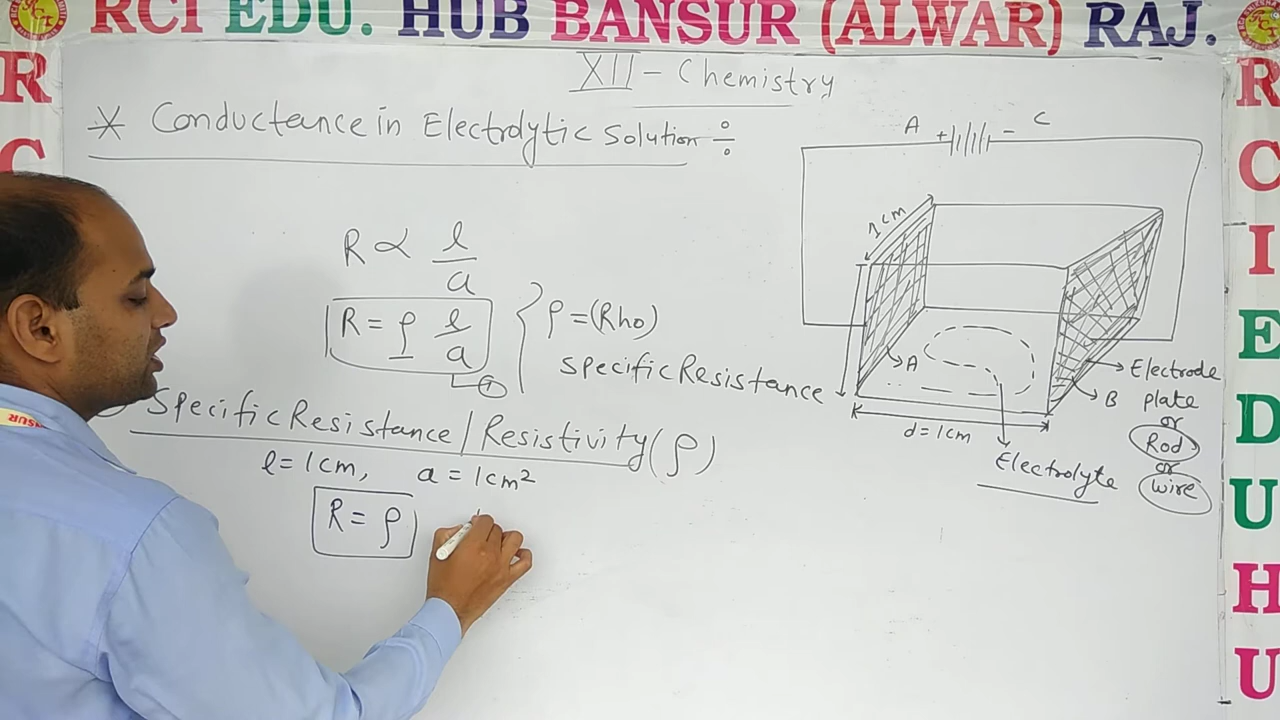 RCI EDU. HUB BANSUR (ALWAR) RAJ.
R
C
XII - Chemistry
* Conductance in Electrolytic Solution ÷
R ∝ l/a
R = ρ l/a
①
ρ = (Rho)
Specific Resistance
Specific Resistance / Resistivity (ρ)
l = 1cm, a = 1cm²
R = ρ
A + - C
1cm
A
B
Electrode
plate
or
Rod
or
wire
d = 1cm
Electrolyte
R
C
I
E
D
U
H
U